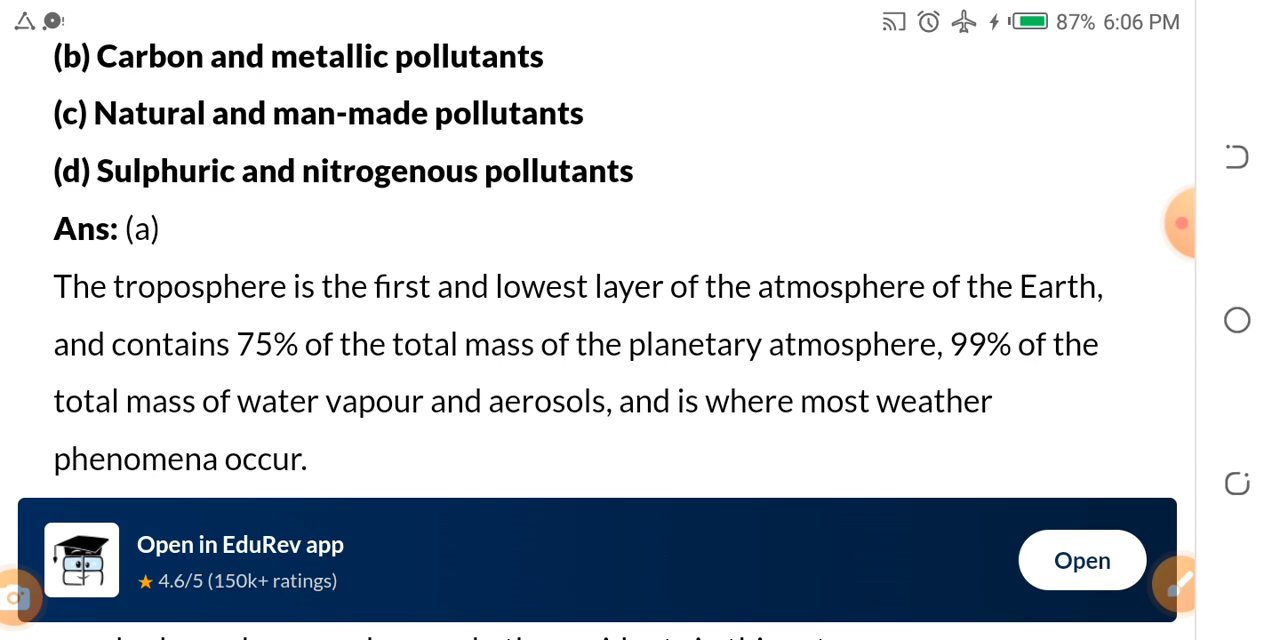 87% 6:06 PM
(b) Carbon and metallic pollutants
(c) Natural and man-made pollutants
(d) Sulphuric and nitrogenous pollutants
Ans: (a)
The troposphere is the first and lowest layer of the atmosphere of the Earth,
and contains 75% of the total mass of the planetary atmosphere, 99% of the
total mass of water vapour and aerosols, and is where most weather
phenomena occur.
Open in EduRev app
★ 4.6/5 (150k+ ratings)
Open